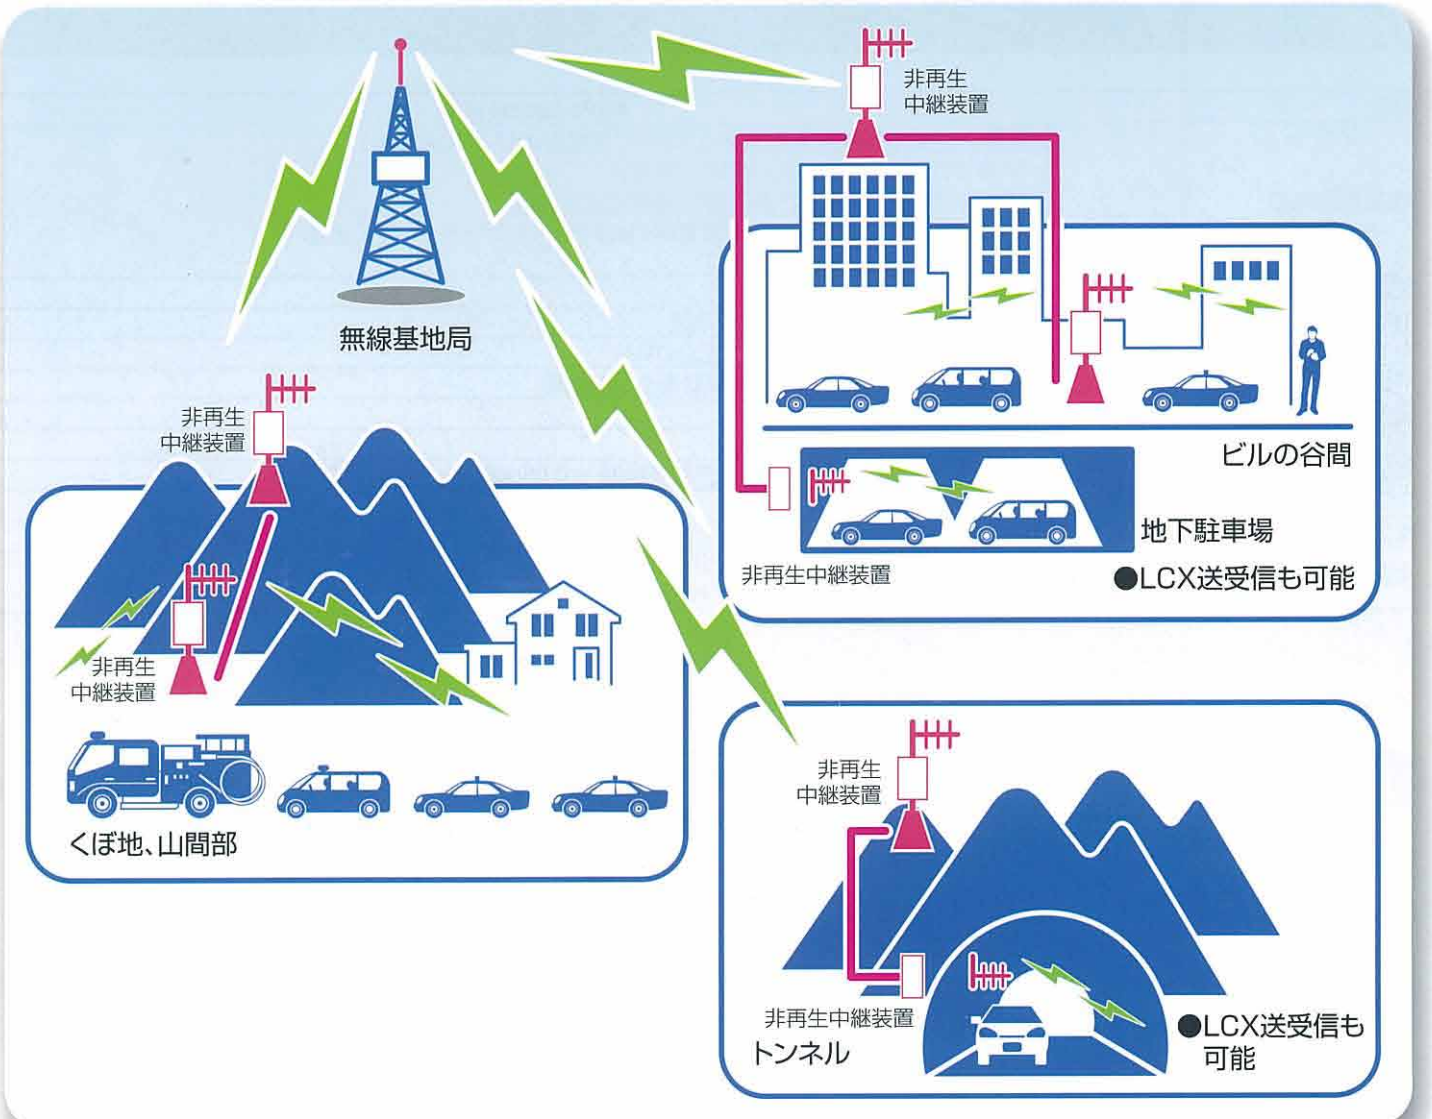 非再生
中継装置
無線基地局
非再生
中継装置
ビルの谷間
地下駐車場
非再生中継装置
●LCX送受信も可能
非再生
中継装置
くぼ地、山間部
非再生
中継装置
非再生中継装置
トンネル
●LCX送受信も
可能